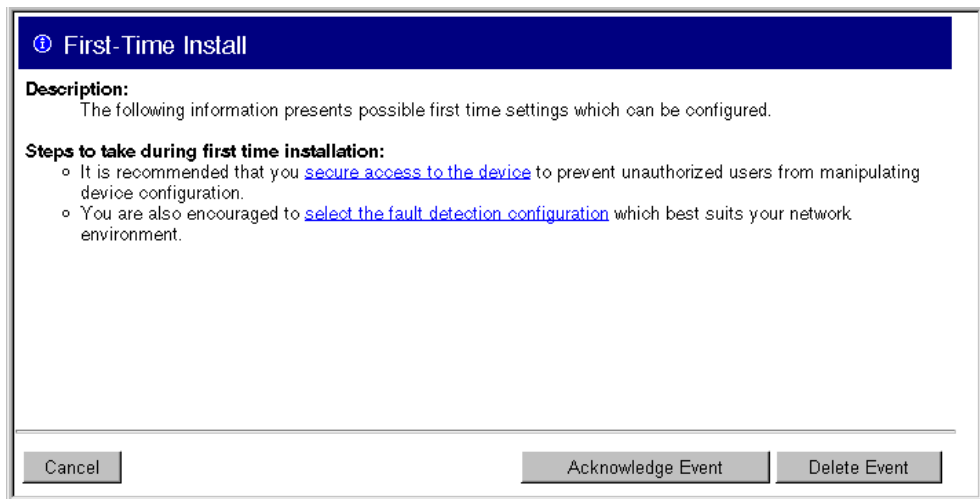 First-Time Install
Description:
The following information presents possible first time settings which can be configured.
Steps to take during first time installation:
It is recommended that you secure access to the device to prevent unauthorized users from manipulating
device configuration.
You are also encouraged to select the fault detection configuration which best suits your network
environment.
Cancel
Acknowledge Event
Delete Event